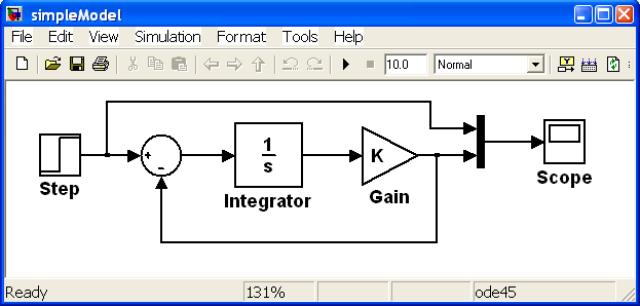 simpleModel
File Edit View Simulation Format Tools Help
10.0 Normal
Step
+
-
1
s
Integrator
K
Gain
Scope
Ready 131% ode45